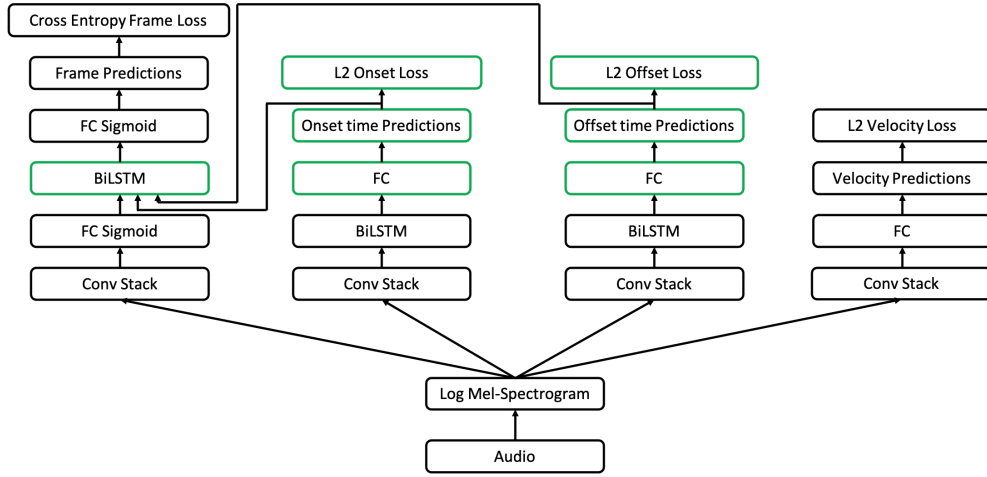 Cross Entropy Frame Loss
Frame Predictions
FC Sigmoid
BiLSTM
FC Sigmoid
Conv Stack
L2 Onset Loss
Onset time Predictions
FC
BiLSTM
Conv Stack
L2 Offset Loss
Offset time Predictions
FC
BiLSTM
Conv Stack
L2 Velocity Loss
Velocity Predictions
FC
Conv Stack
Log Mel-Spectrogram
Audio